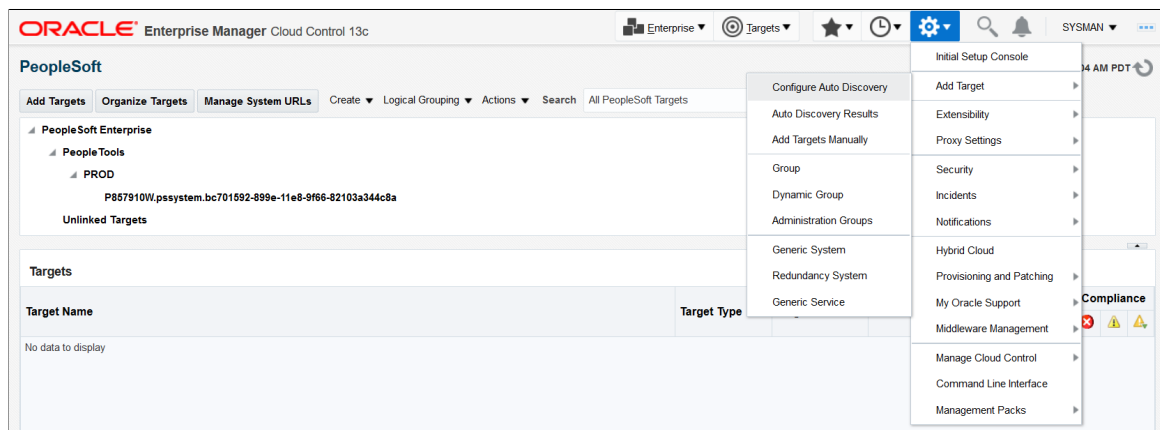 ORACLE Enterprise Manager Cloud Control 13c
Enterprise
Targets
SYSMAN
PeopleSoft
04 AM PDT
Add Targets
Organize Targets
Manage System URLs
Create
Logical Grouping
Actions
Search
All PeopleSoft Targets
PeopleSoft Enterprise
PeopleTools
PROD
P857910W.pssystem.bc701592-899e-11e8-9f66-82103a344c8a
Unlinked Targets
Targets
Target Name
Target Type
Compliance
No data to display
Configure Auto Discovery
Auto Discovery Results
Add Targets Manually
Group
Dynamic Group
Administration Groups
Generic System
Redundancy System
Generic Service
Initial Setup Console
Add Target
Extensibility
Proxy Settings
Security
Incidents
Notifications
Hybrid Cloud
Provisioning and Patching
My Oracle Support
Middleware Management
Manage Cloud Control
Command Line Interface
Management Packs